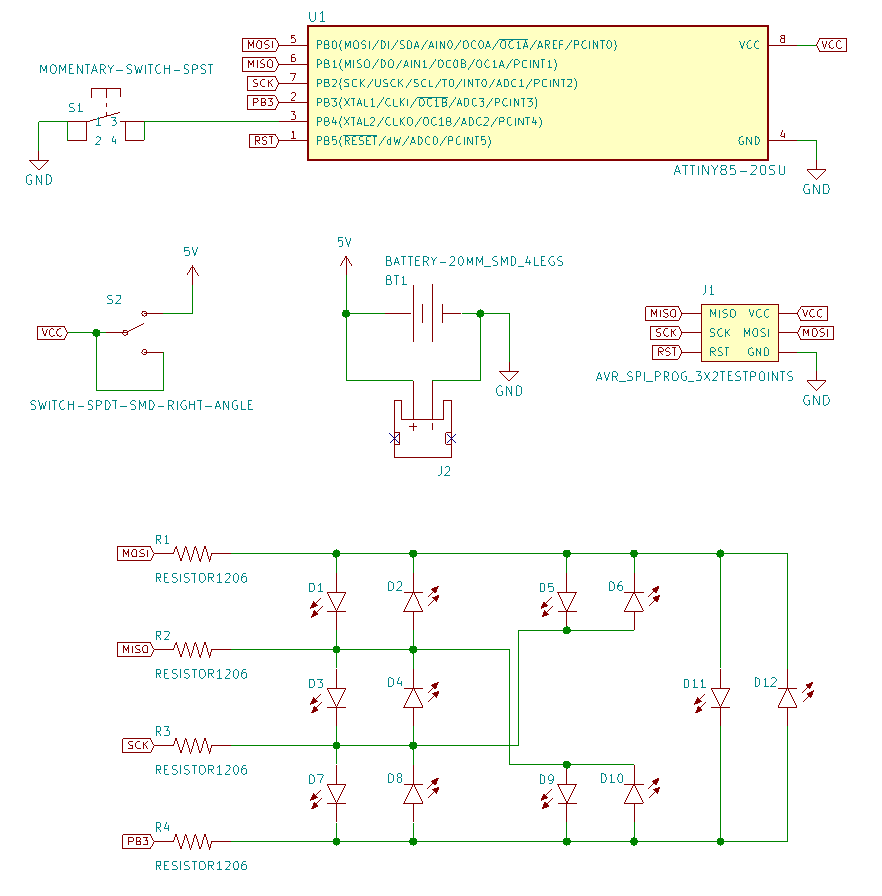 U1
MOSI 5 PB0(MOSI/DI/SDA/AIN0/OC0A/OC1A/AREF/PCINT0) VCC 8 VCC
MISO 6 PB1(MISO/DO/AIN1/OC0B/OC1A/PCINT1)
MOMENTARY-SWITCH-SPST
SCK 7 PB2(SCK/USCK/SCL/T0/INT0/ADC1/PCINT2)
PB3 2 PB3(XTAL1/CLKI/OC1B/ADC3/PCINT3)
S1
1 3
3 PB4(XTAL2/CLKO/OC1B/ADC2/PCINT4)
2 4
RST 1 PB5(RESET/dW/ADC0/PCINT5) GND 4
ATTINY85-20SU
GND
GND
5V
5V
BATTERY-20MM_SMD_4LEGS
BT1
S2
VCC
SWITCH-SPDT-SMD-RIGHT-ANGLE
GND
+ -
J2
J1
MISO MISO VCC VCC
SCK SCK MOSI MOSI
RST RST GND
AVR_SPI_PROG_3X2TESTPOINTS
GND
R1
MOSI
RESISTOR1206
D1 D2 D5 D6
R2
MISO
RESISTOR1206
D3 D4 D11 D12
R3
SCK
RESISTOR1206
D7 D8 D9 D10
R4
PB3
RESISTOR1206